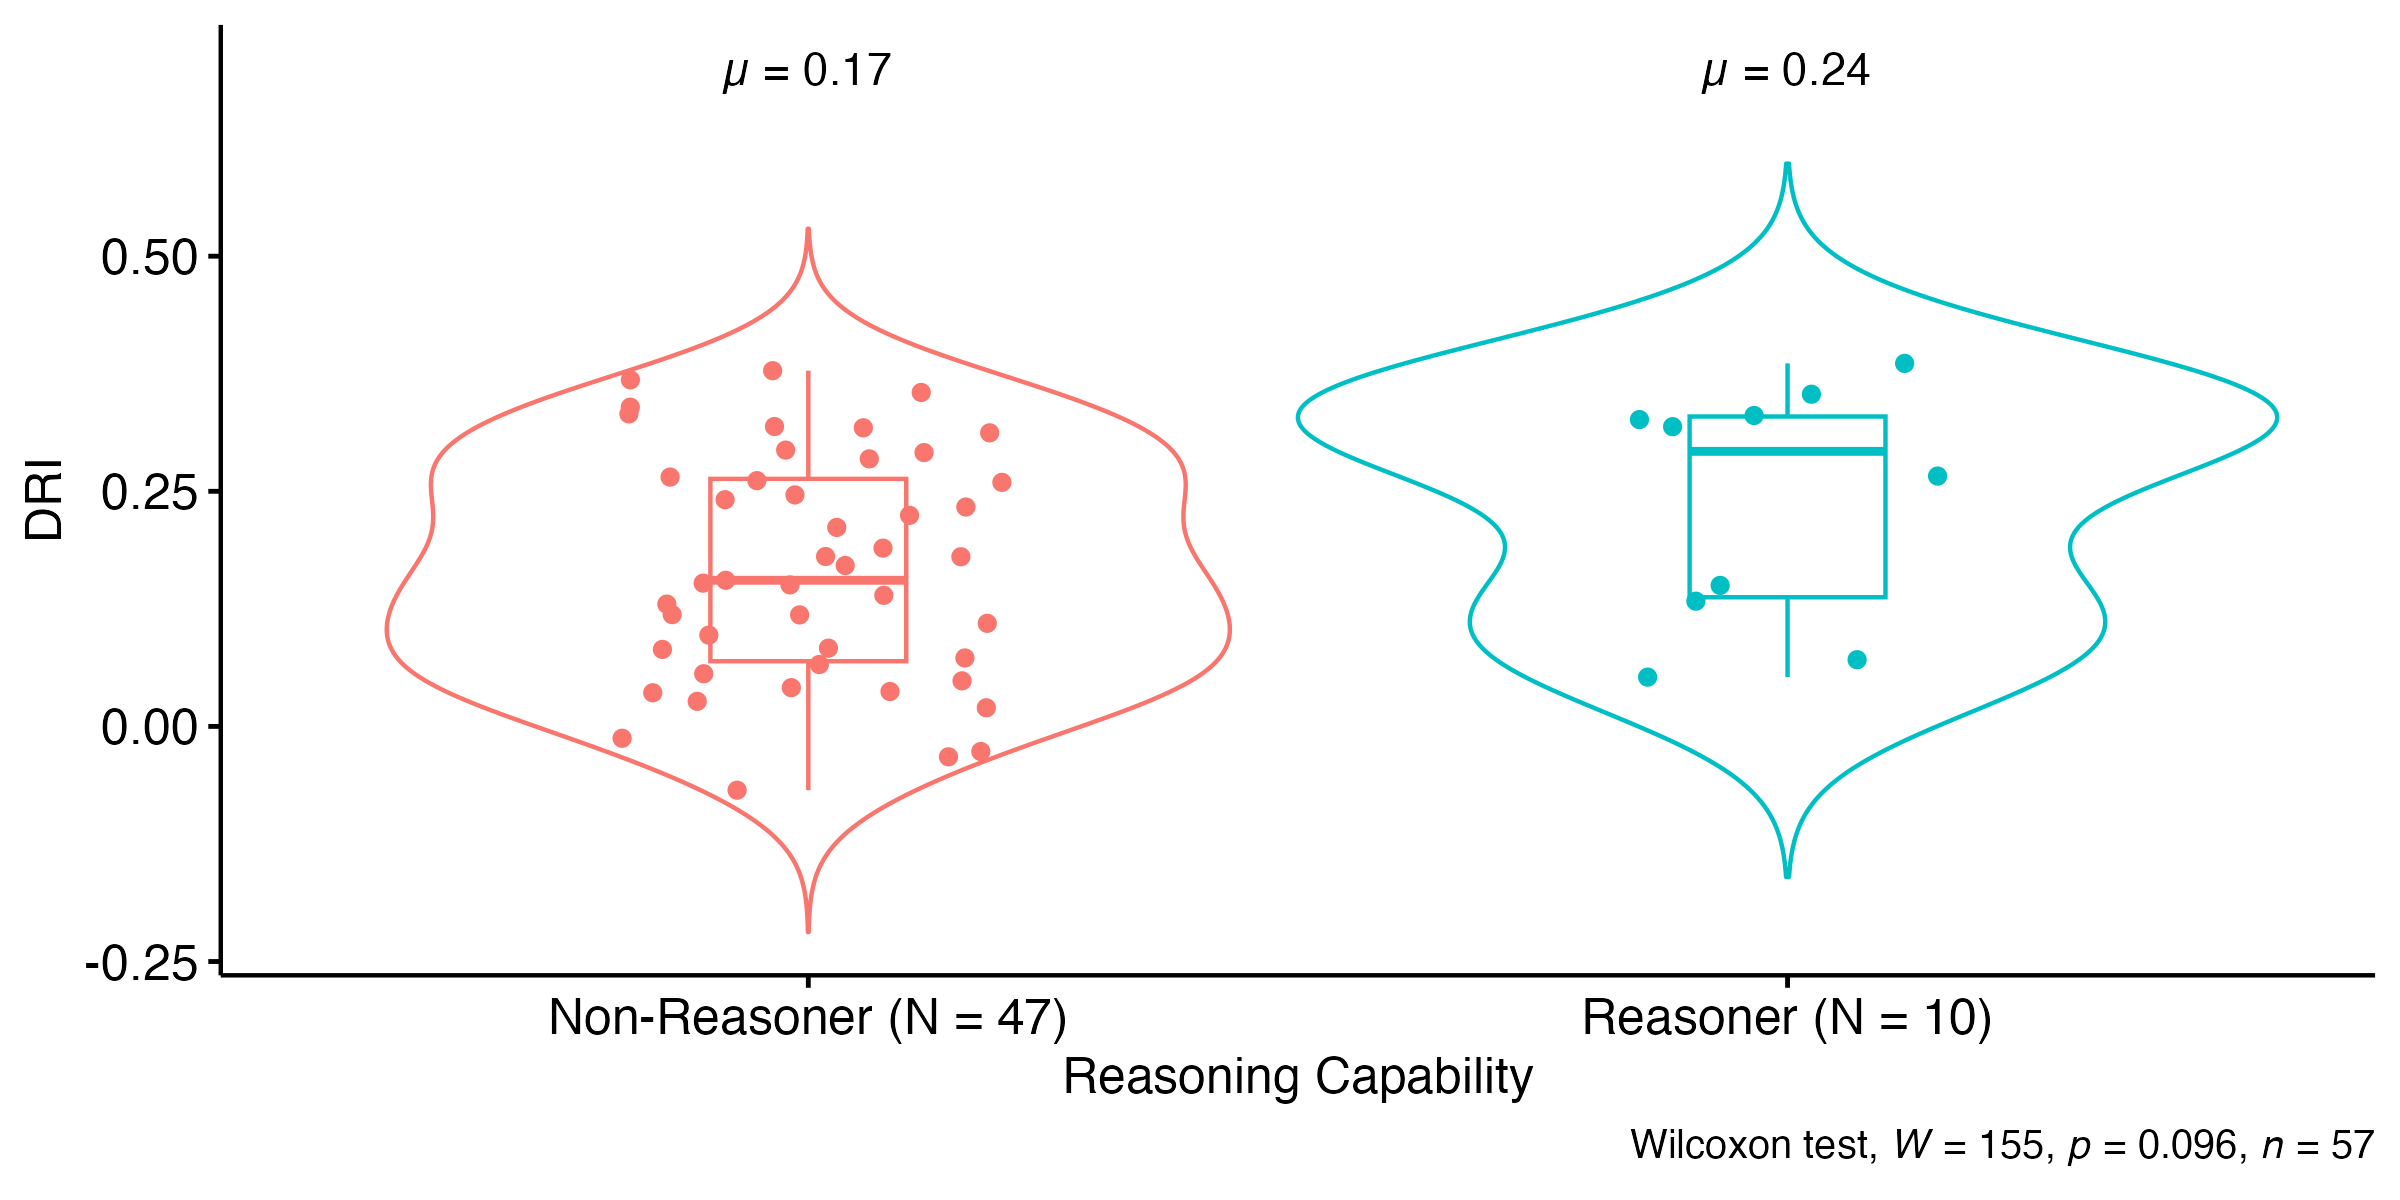 μ = 0.17
μ = 0.24
DRI
0.50
0.25
0.00
-0.25
Non-Reasoner (N = 47)
Reasoner (N = 10)
Reasoning Capability
Wilcoxon test, W = 155, p = 0.096, n = 57